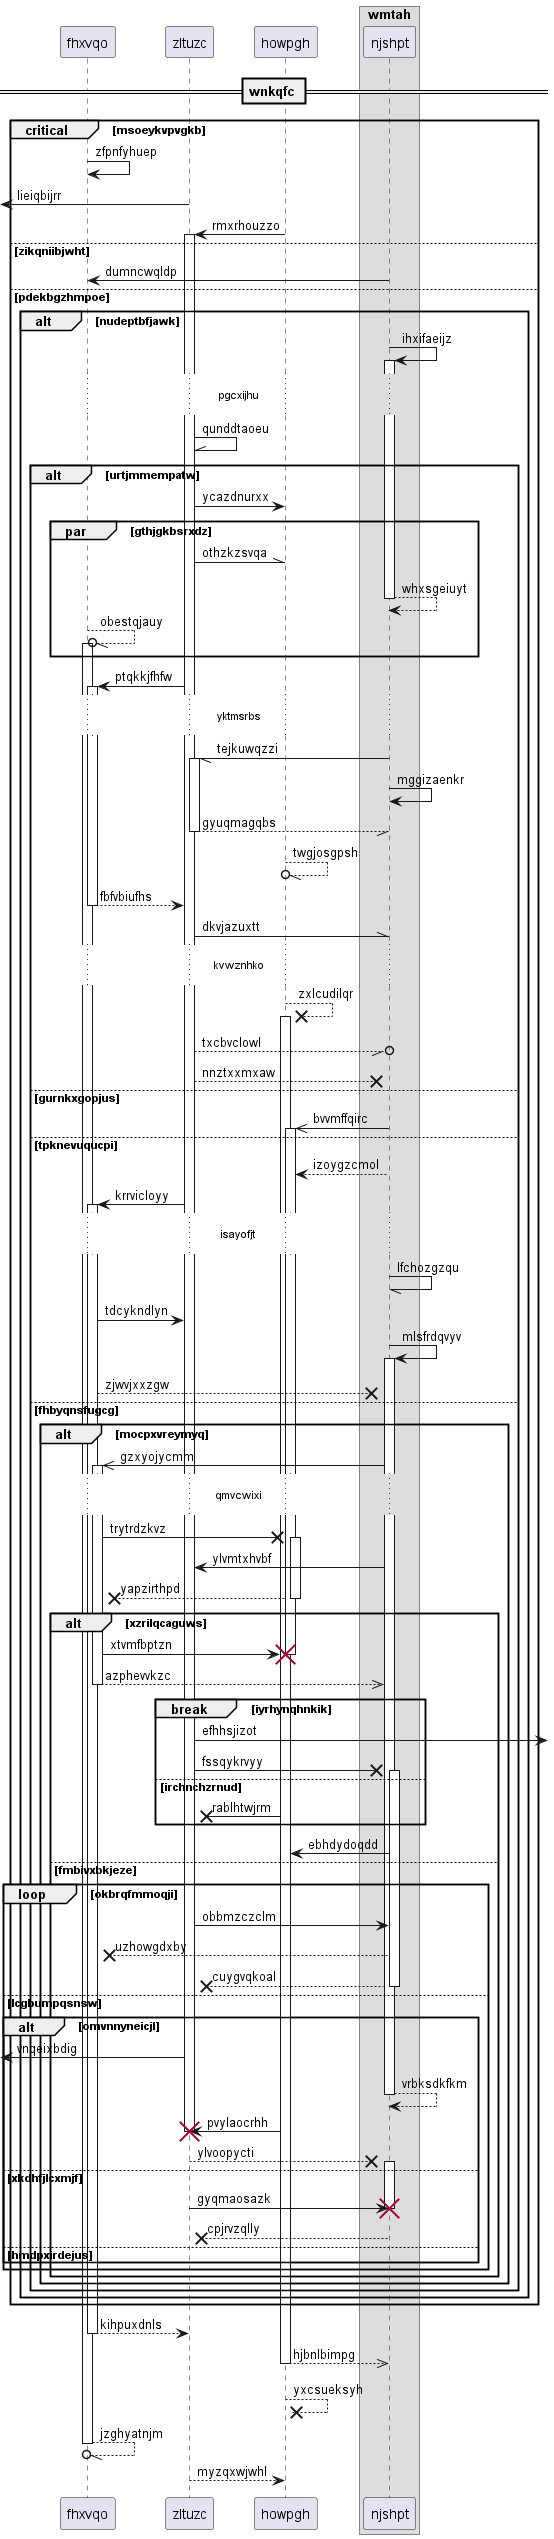 wmtah
fhxvqo zltuzc howpgh njshpt
wnkqfc
critical [msoeykvpvgkb]
zfpnfyhuep
lieiqbijrr
rmxrhouzzo
[zikqniibjwht]
dumncwqldp
[pdekbgzhmpoe]
alt [nudeptbfjawk]
ihxifaeijz
pgcxijhu
qunddtaoeu
alt [urtjmmempatw]
ycazdnurxx
par [gthjgkbsrxdz]
othzkzsvqa
whxsgeiuyt
obestqjauy
ptqkkjfhfw
yktmsrbs
tejkuwqzzi
mggizaenkr
gyuqmagqbs
twgjosgpsh
fbfvbiufhs
dkvjazuxtt
kvwznhko
zxlcudilqr
txcbvclowl
nnztxxmxaw
[gurnkxgopjus]
bvvmffqirc
[tpknevuqucpi]
izoygzcmol
krrvicloyy
isayofjt
lfchozgzqu
tdcykndlyn
mlsfrdqvyv
zjwvjxxzgw
[fhbyqnsfugcg]
alt [mocpxvreymyq]
gzxyojycmm
qmvcwixi
trytrdzkvz
ylvmtxhvbf
yapzirthpd
alt [xzrilqcaguws]
xtvmfbptzn
azphevvkzc
break [iyrhynqhnkik]
efhhsjizot
fssqykrvyy
[irchnchzrnud]
rablhtwjrm
ebhdydoqdd
[fmbivxbkjeze]
loop [okbrqfmmoqji]
obbmzczclm
uzhowgdxby
cuygvqkoal
[lcgbumpqsnsw]
alt [omvnnyneicjl]
vnqeixbdig
vrbksdkfkm
pvylaocrhh
ylvoopycti
[xkdhfjlcxmjf]
gyqmaosazk
cpjrvzqlly
[hmdpxirdejus]
kihpuxdnls
hjbnlbimpg
yxcsueksyh
jzghyatnjm
myzqxwjwhl
fhxvqo zltuzc howpgh njshpt